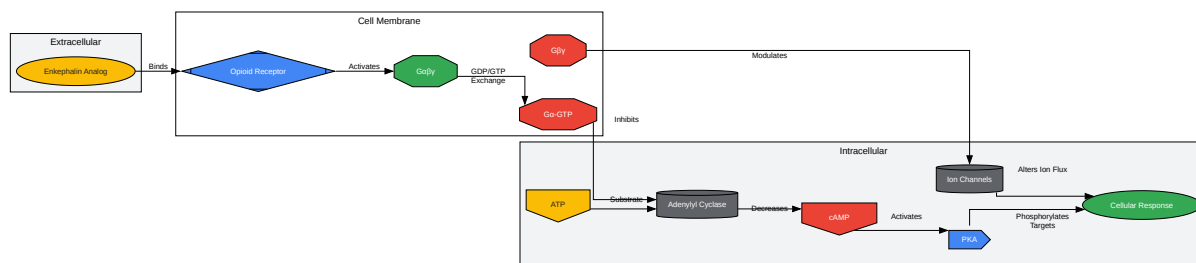 Cell Membrane
Extracellular
Enkephalin Analog
Binds
Opioid Receptor
Activates
Gαβγ
GDP/GTP
Exchange
Gβγ
Modulates
Gα-GTP
Inhibits
Intracellular
ATP
Substrate
Adenylyl Cyclase
Decreases
cAMP
Activates
PKA
Ion Channels
Alters Ion Flux
Phosphorylates
Targets
Cellular Response